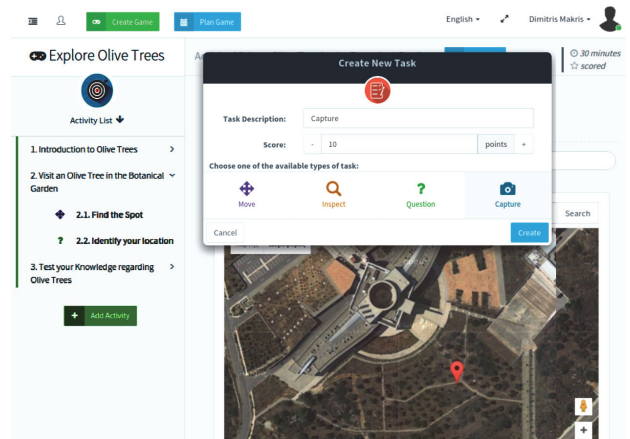 Create Game
Plan Game
English
Dimitris Makris
Explore Olive Trees
30 minutes
scored
Activity List
1. Introduction to Olive Trees
2. Visit an Olive Tree in the Botanical
Garden
2.1. Find the Spot
2.2. Identify your location
3. Test your Knowledge regarding
Olive Trees
+ Add Activity
Create New Task
Task Description:
Capture
Score:
- 10 points +
Choose one of the available types of task:
Move
Inspect
Question
Capture
Cancel
Create
Search
+